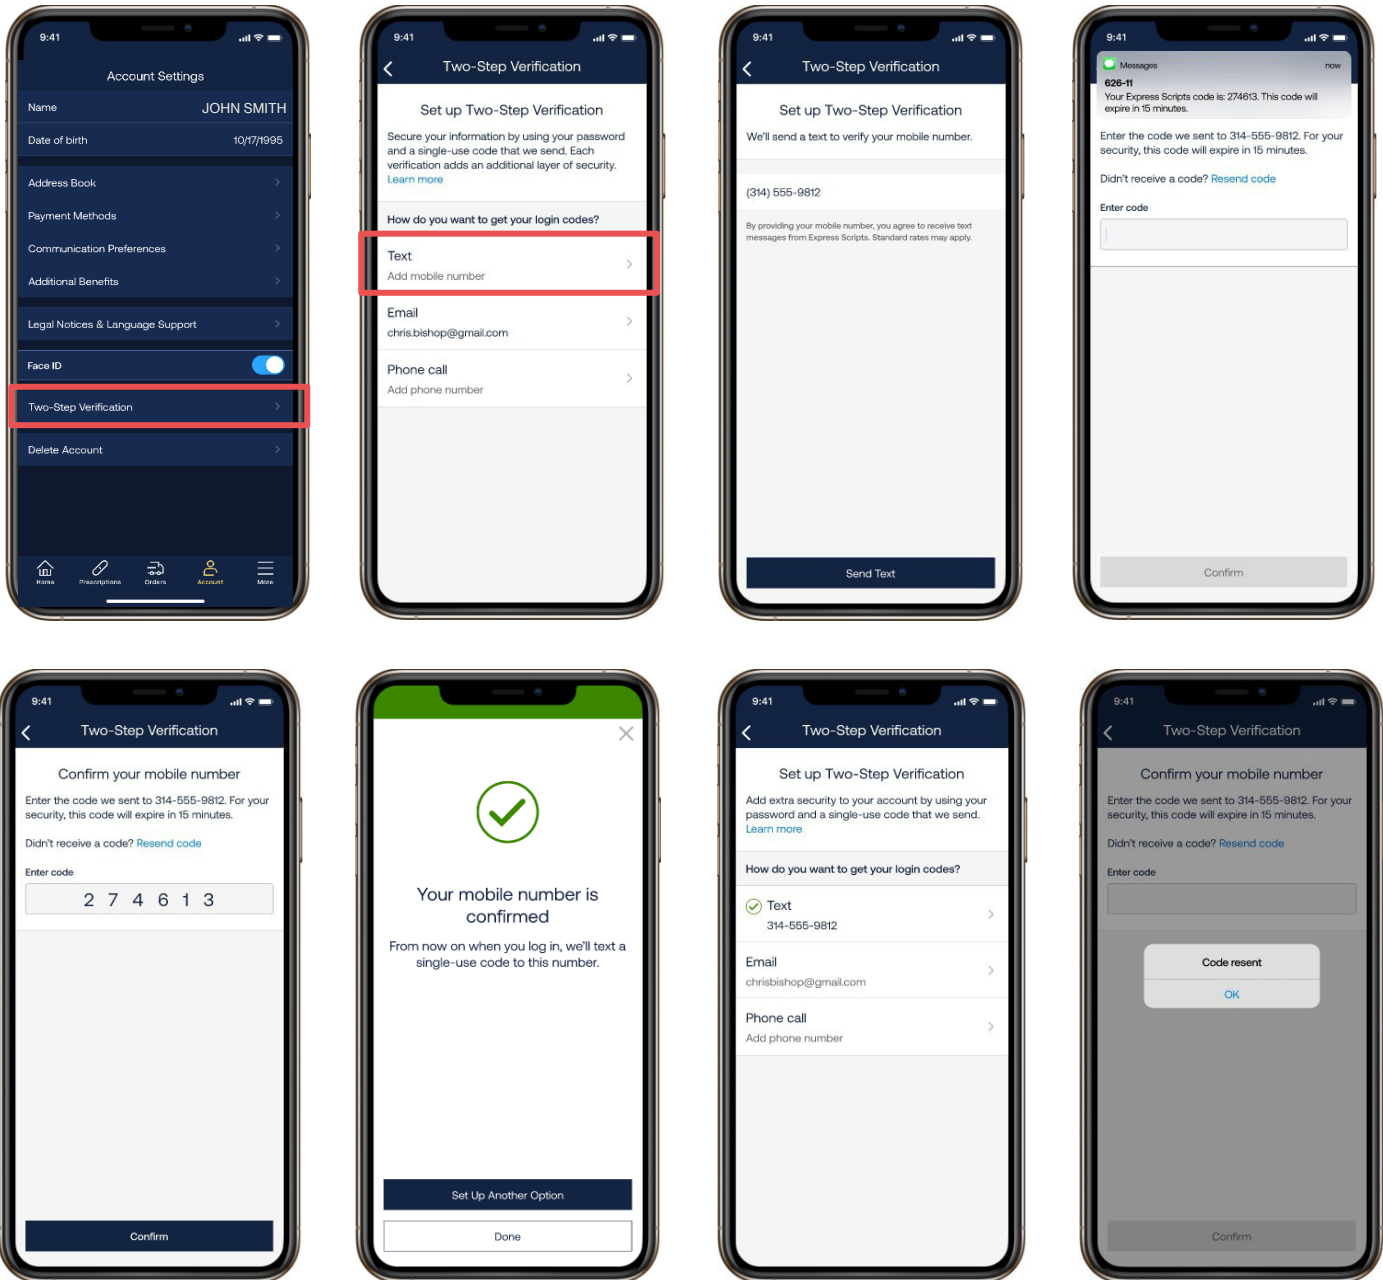 9:41
Account Settings
Name JOHN SMITH
Date of birth 10/17/1995
Address Book
Payment Methods
Communication Preferences
Additional Benefits
Legal Notices & Language Support
Face ID
Two-Step Verification
Delete Account
Home Prescriptions Orders Account More
9:41
Two-Step Verification
Set up Two-Step Verification
Secure your information by using your password
and a single-use code that we send. Each
verification adds an additional layer of security.
Learn more
How do you want to get your login codes?
Text
Add mobile number
Email
chris.bishop@gmail.com
Phone call
Add phone number
9:41
Two-Step Verification
Set up Two-Step Verification
We'll send a text to verify your mobile number.
(314) 555-9812
By providing your mobile number, you agree to receive text
messages from Express Scripts. Standard rates may apply.
Send Text
9:41
Messages now
626-11
Your Express Scripts code is: 274613. This code will
expire in 15 minutes.
Enter the code we sent to 314-555-9812. For your
security, this code will expire in 15 minutes.
Didn't receive a code? Resend code
Enter code
Confirm
9:41
Two-Step Verification
Confirm your mobile number
Enter the code we sent to 314-555-9812. For your
security, this code will expire in 15 minutes.
Didn't receive a code? Resend code
Enter code
2 7 4 6 1 3
Confirm
Your mobile number is
confirmed
From now on when you log in, we'll text a
single-use code to this number.
Set Up Another Option
Done
9:41
Two-Step Verification
Set up Two-Step Verification
Add extra security to your account by using your
password and a single-use code that we send.
Learn more
How do you want to get your login codes?
Text
314-555-9812
Email
chrisbishop@gmail.com
Phone call
Add phone number
9:41
Two-Step Verification
Confirm your mobile number
Enter the code we sent to 314-555-9812. For your
security, this code will expire in 15 minutes.
Didn't receive a code? Resend code
Enter code
Code resent
OK
Confirm